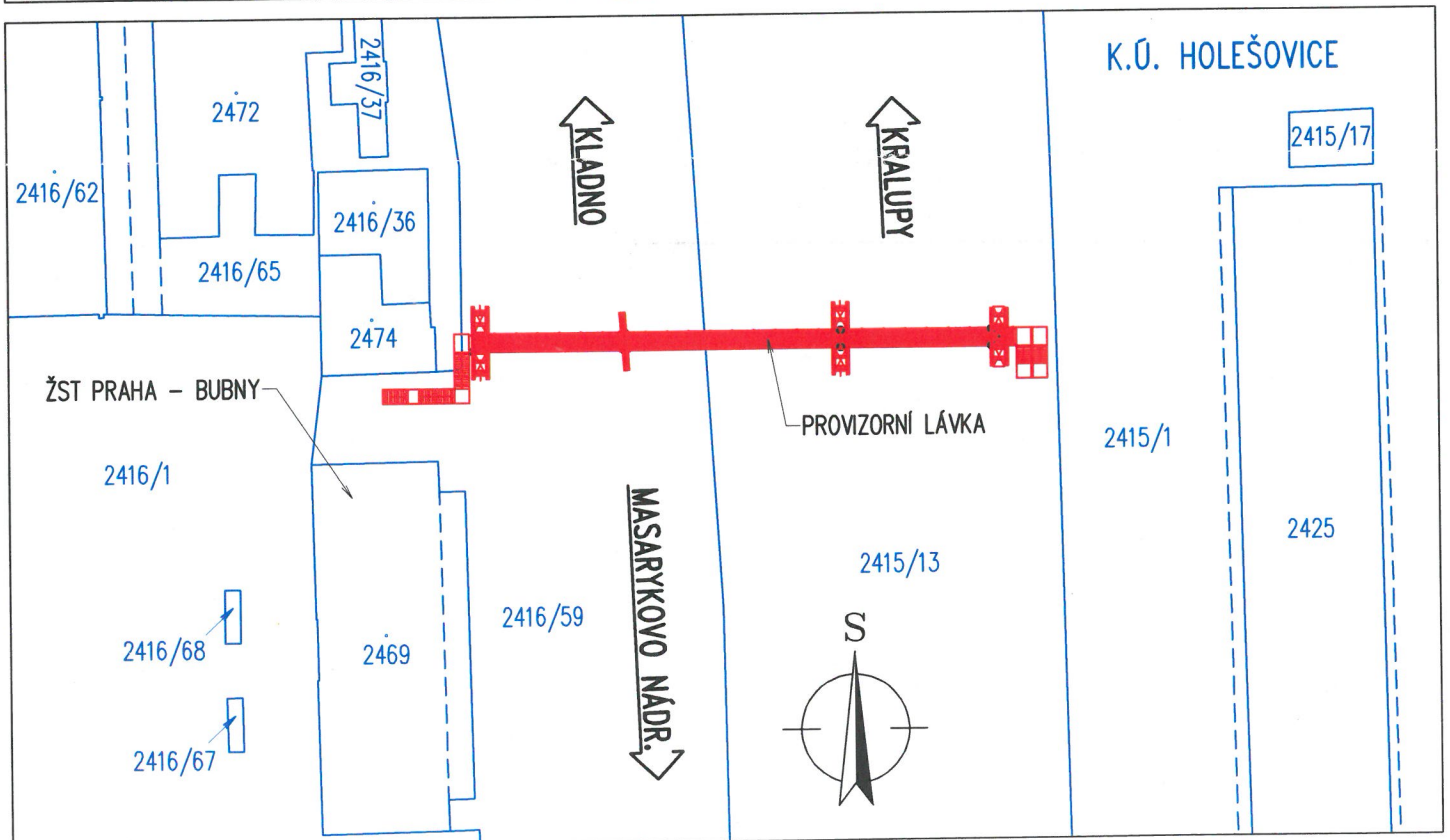 K.Ú. HOLEŠOVICE
2416/37
2472
2415/17
KLADNO
KRALUPY
2416/62
2416/36
2416/65
2474
ŽST PRAHA – BUBNY
PROVIZORNÍ LÁVKA
2415/1
2416/1
MASARYKOVO NÁDR.
2425
2415/13
2416/59
S
2416/68
2469
2416/67